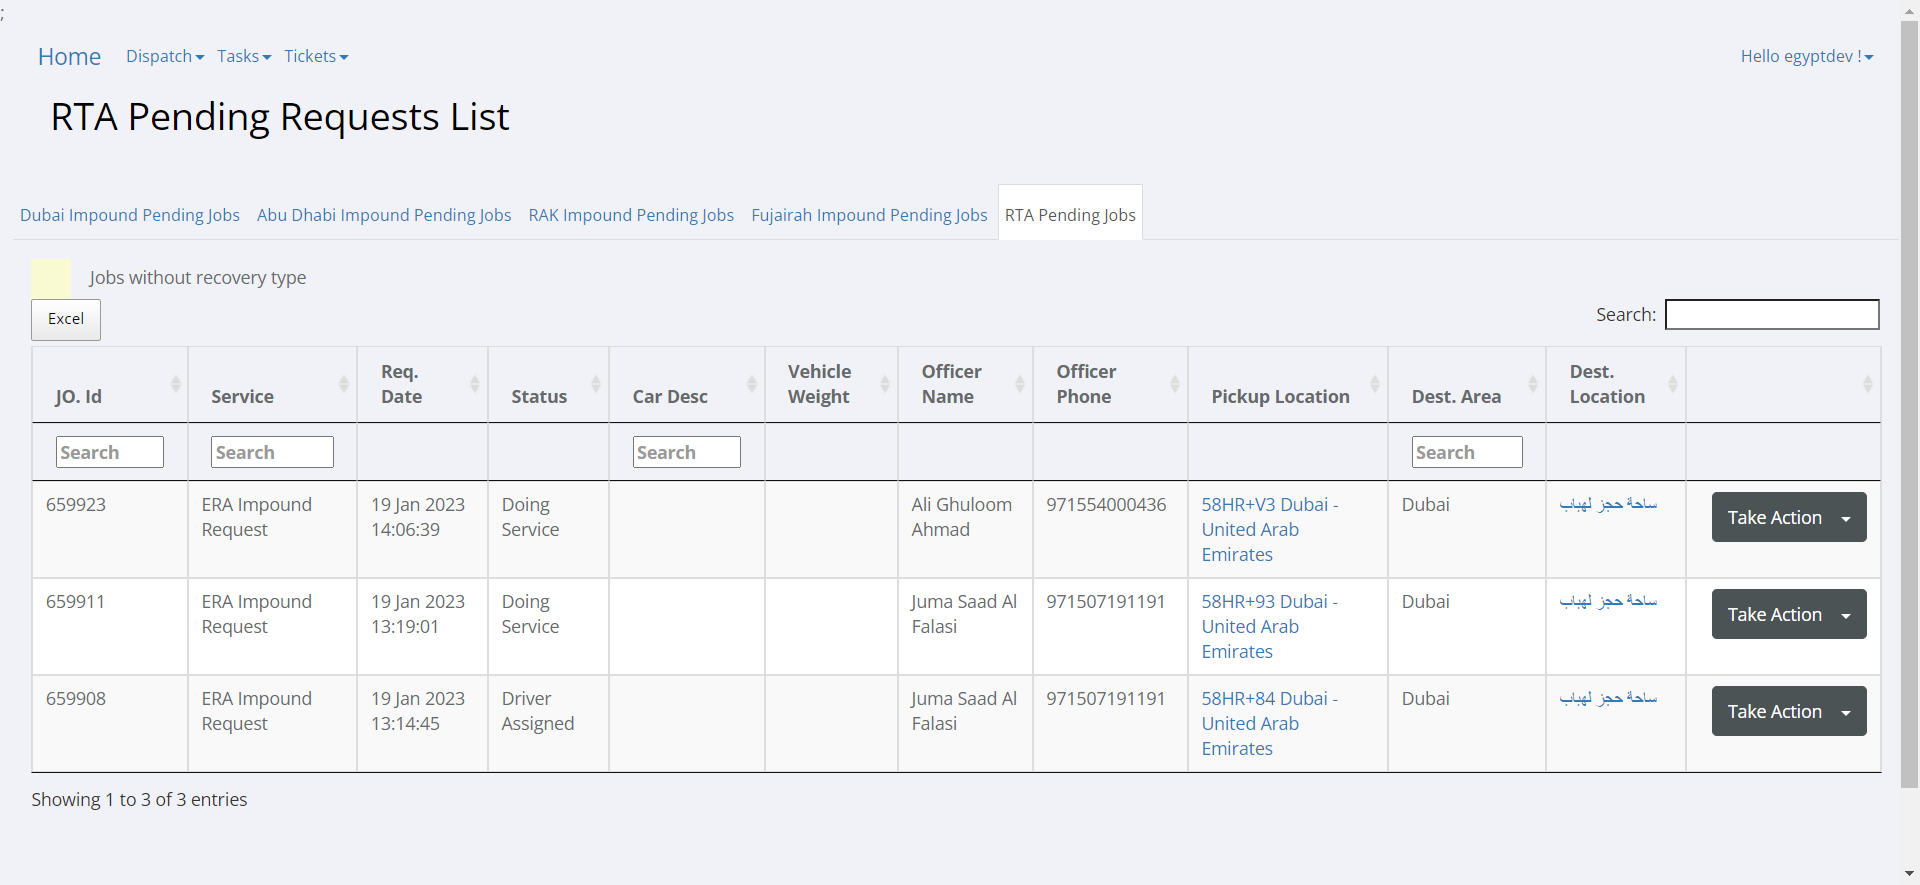 ;
Home Dispatch Tasks Tickets Hello egyptdev !
RTA Pending Requests List
Dubai Impound Pending Jobs Abu Dhabi Impound Pending Jobs RAK Impound Pending Jobs Fujairah Impound Pending Jobs RTA Pending Jobs
Jobs without recovery type
Excel
Search:
JO. Id
Service
Req.
Date
Status
Car Desc
Vehicle
Weight
Officer
Name
Officer
Phone
Pickup Location
Dest. Area
Dest.
Location
Search
Search
Search
Search
659923
ERA Impound
Request
19 Jan 2023
14:06:39
Doing
Service
Ali Ghuloom
Ahmad
971554000436
58HR+V3 Dubai -
United Arab
Emirates
Dubai
ساحة حجز لهباب
Take Action
659911
ERA Impound
Request
19 Jan 2023
13:19:01
Doing
Service
Juma Saad Al
Falasi
971507191191
58HR+93 Dubai -
United Arab
Emirates
Dubai
ساحة حجز لهباب
Take Action
659908
ERA Impound
Request
19 Jan 2023
13:14:45
Driver
Assigned
Juma Saad Al
Falasi
971507191191
58HR+84 Dubai -
United Arab
Emirates
Dubai
ساحة حجز لهباب
Take Action
Showing 1 to 3 of 3 entries